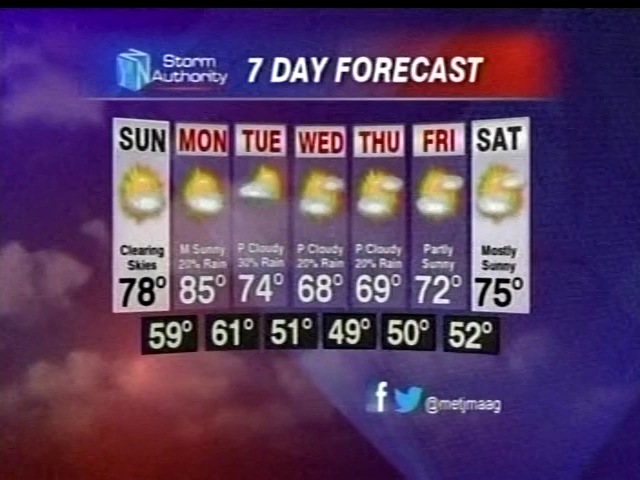 Storm
Authority
7 DAY FORECAST
SUN MON TUE WED THU FRI SAT
Clearing M Sunny P Cloudy P Cloudy P Cloudy Partly Mostly
Skies 20% Rain 30% Rain 20% Rain 20% Rain Sunny Sunny
78° 85° 74° 68° 69° 72° 75°
59° 61° 51° 49° 50° 52°
f @metjmaag